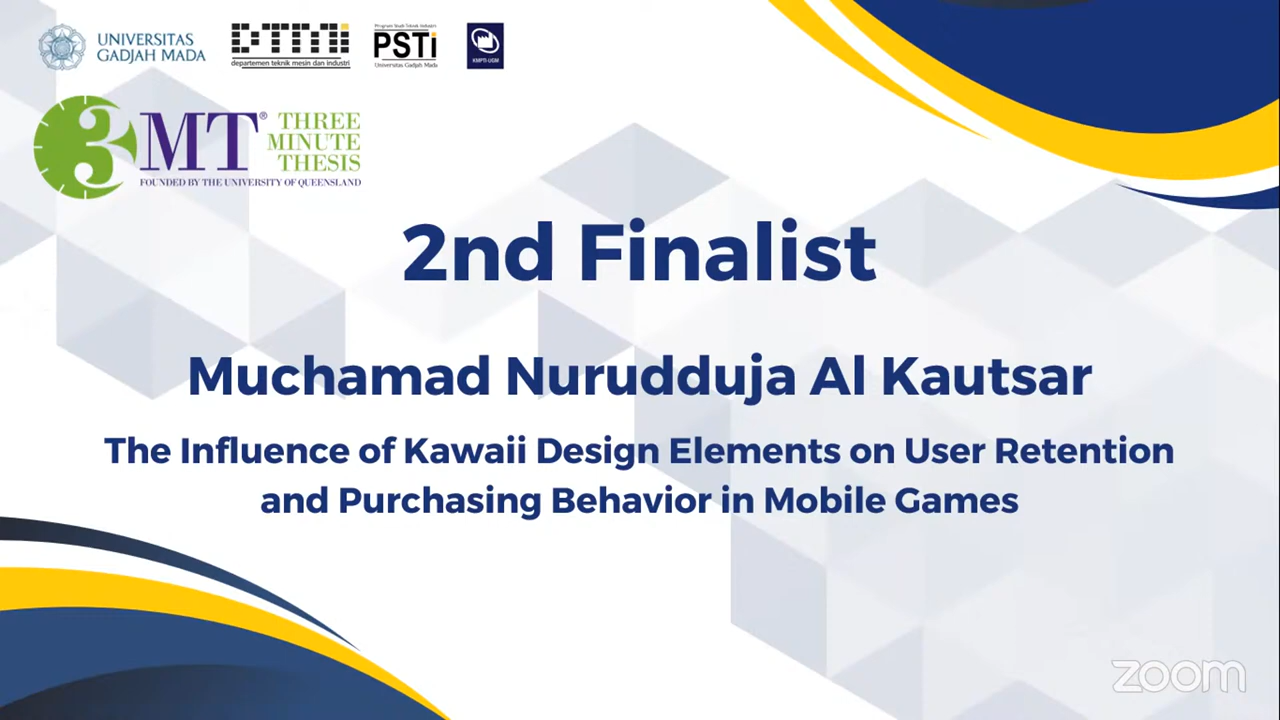 UNIVERSITAS
GADJAH MADA
DTMI
departemen teknik mesin dan industri
Program Studi Teknik Industri
PSTi
Universitas Gadjah Mada
KMPTI-UGM
3MT® THREE
MINUTE
THESIS
FOUNDED BY THE UNIVERSITY OF QUEENSLAND
2nd Finalist
Muchamad Nurudduja Al Kautsar
The Influence of Kawaii Design Elements on User Retention
and Purchasing Behavior in Mobile Games
zoom